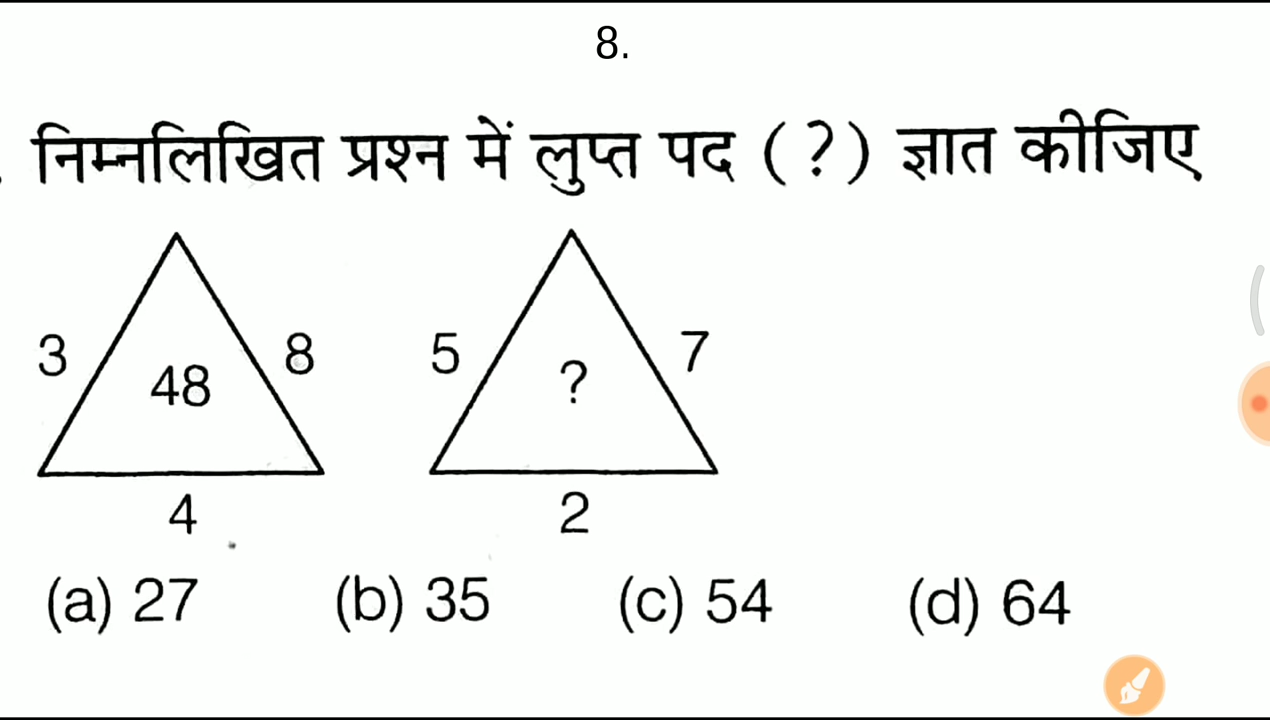 8.
निम्नलिखित प्रश्न में लुप्त पद (?) ज्ञात कीजिए
3 48 8 5 ? 7
4 2
(a) 27 (b) 35 (c) 54 (d) 64